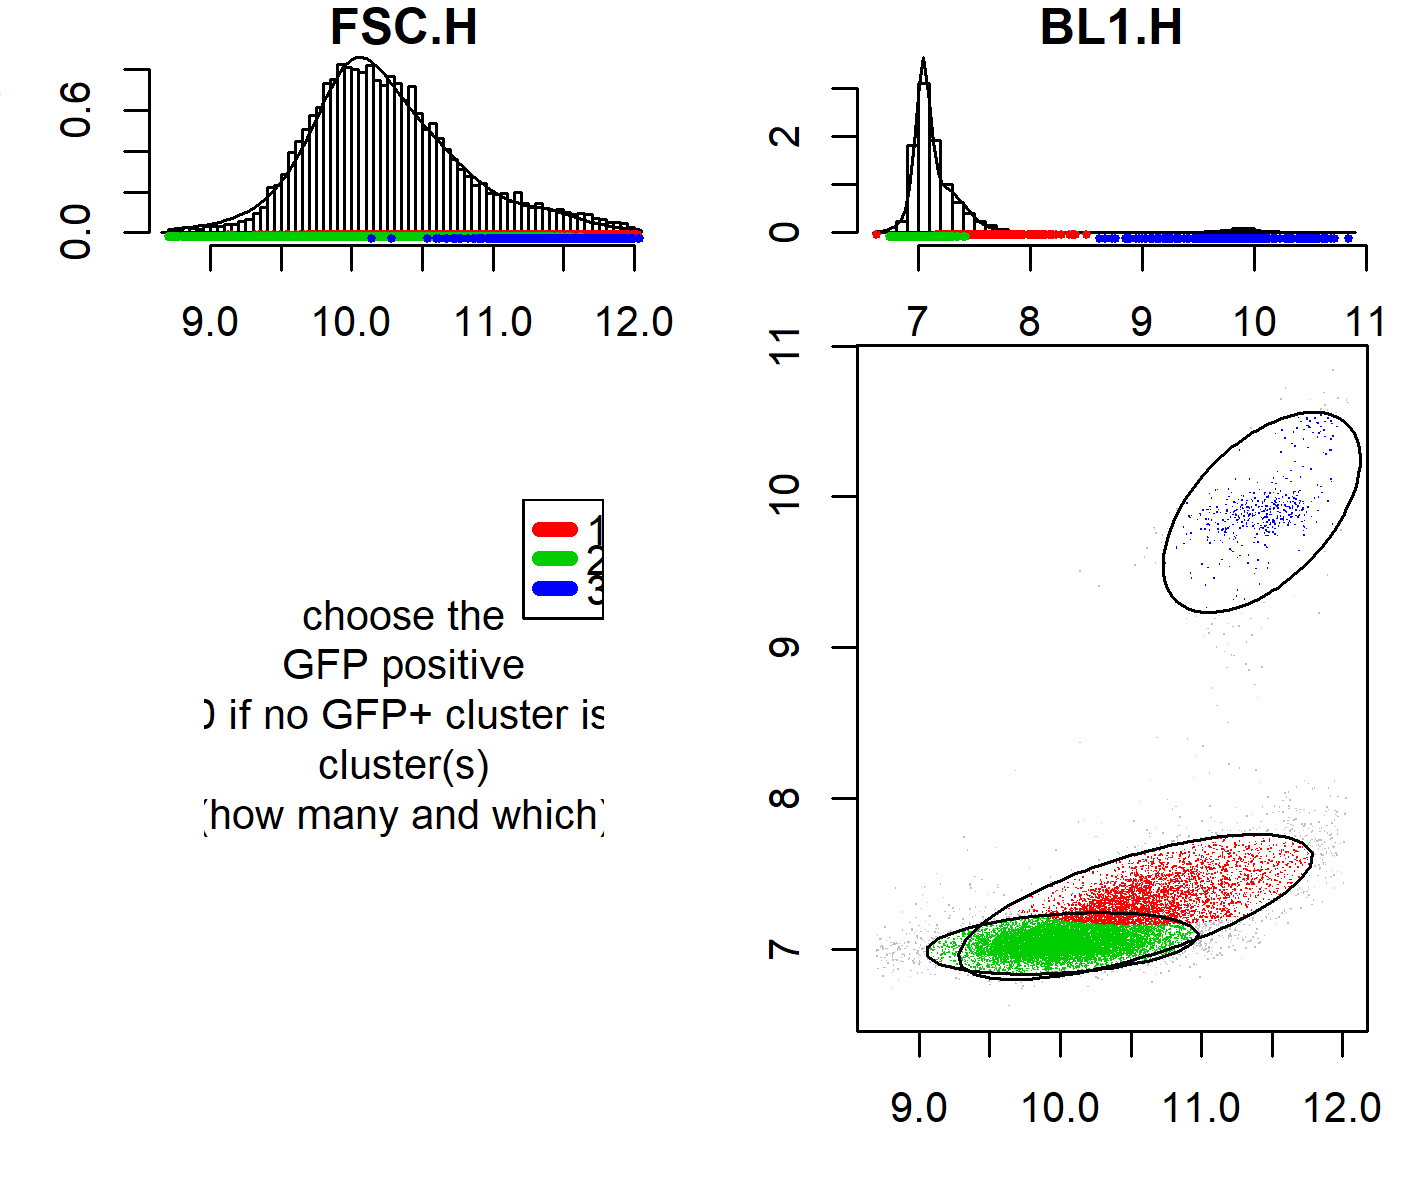 FSC.H
BL1.H
0.6
0.0
9.0 10.0 11.0 12.0
2
0
7 8 9 10 11
1
2
3
choose the
GFP positive
0 if no GFP+ cluster is
cluster(s)
(how many and which)
11
10
9
8
7
9.0 10.0 11.0 12.0